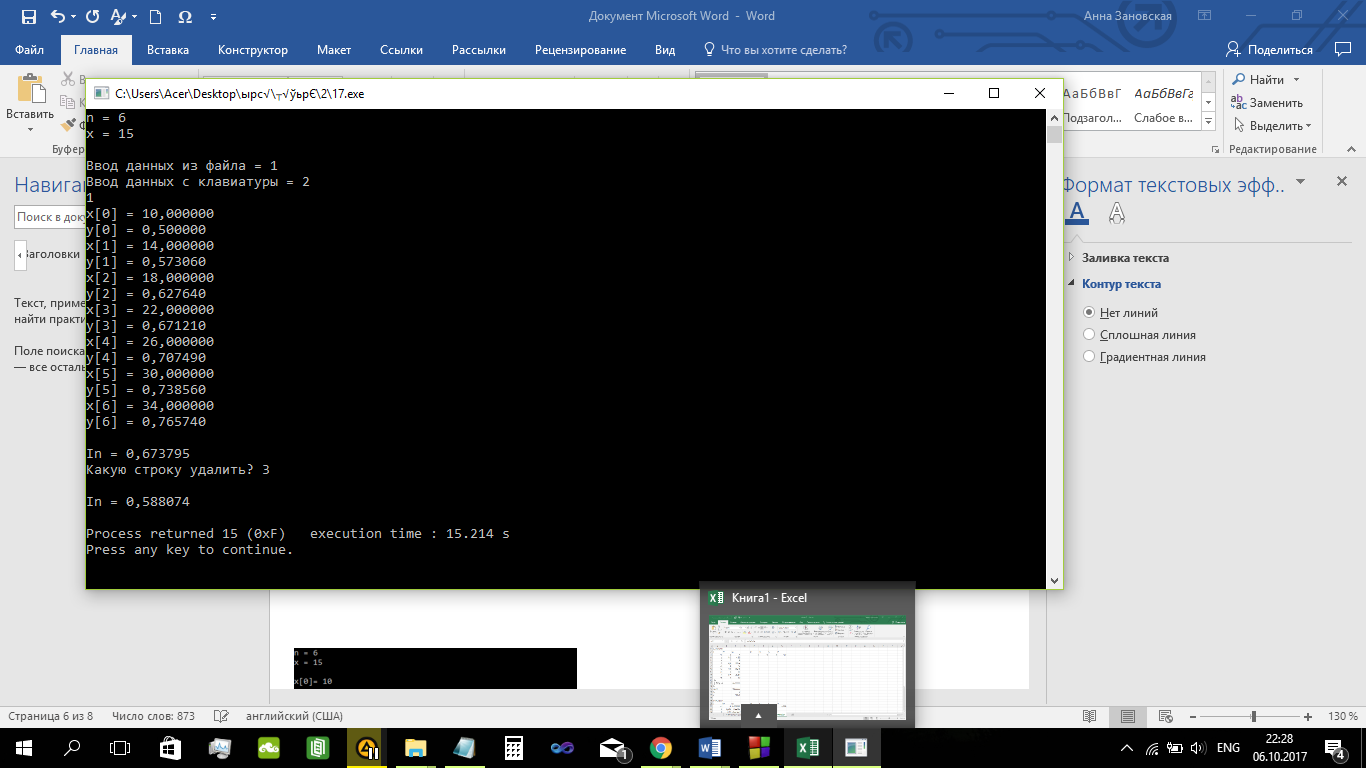 Документ Microsoft Word - Word
Анна Зановская
Файл Главная Вставка Конструктор Макет Ссылки Рассылки Рецензирование Вид Что вы хотите сделать? Поделиться
Вставить
Буфер
C:\Users\Acer\Desktop\ырс√\┬√ўьрЄ\2\17.exe
n = 6
x = 15
Ввод данных из файла = 1
Ввод данных с клавиатуры = 2
1
x[0] = 10,000000
y[0] = 0,500000
x[1] = 14,000000
y[1] = 0,573060
x[2] = 18,000000
y[2] = 0,627640
x[3] = 22,000000
y[3] = 0,671210
x[4] = 26,000000
y[4] = 0,707490
x[5] = 30,000000
y[5] = 0,738560
x[6] = 34,000000
y[6] = 0,765740
In = 0,673795
Какую строку удалить? 3
In = 0,588074
Process returned 15 (0xF) execution time : 15.214 s
Press any key to continue.
АаБбВвГ АаБбВвГг
Подзагол... Слабое в...
Найти
Заменить
Выделить
Редактирование
Навига
Поиск в док
Заголовки
Текст, приме
найти практи
Поле поиска
— все осталь
Формат текстовых эфф..
Заливка текста
Контур текста
Нет линий
Сплошная линия
Градиентная линия
n = 6
x = 15
x[0]= 10
Книга1 - Excel
Страница 6 из 8 Число слов: 873 английский (США) 130 %
ENG
22:28
06.10.2017
1
4